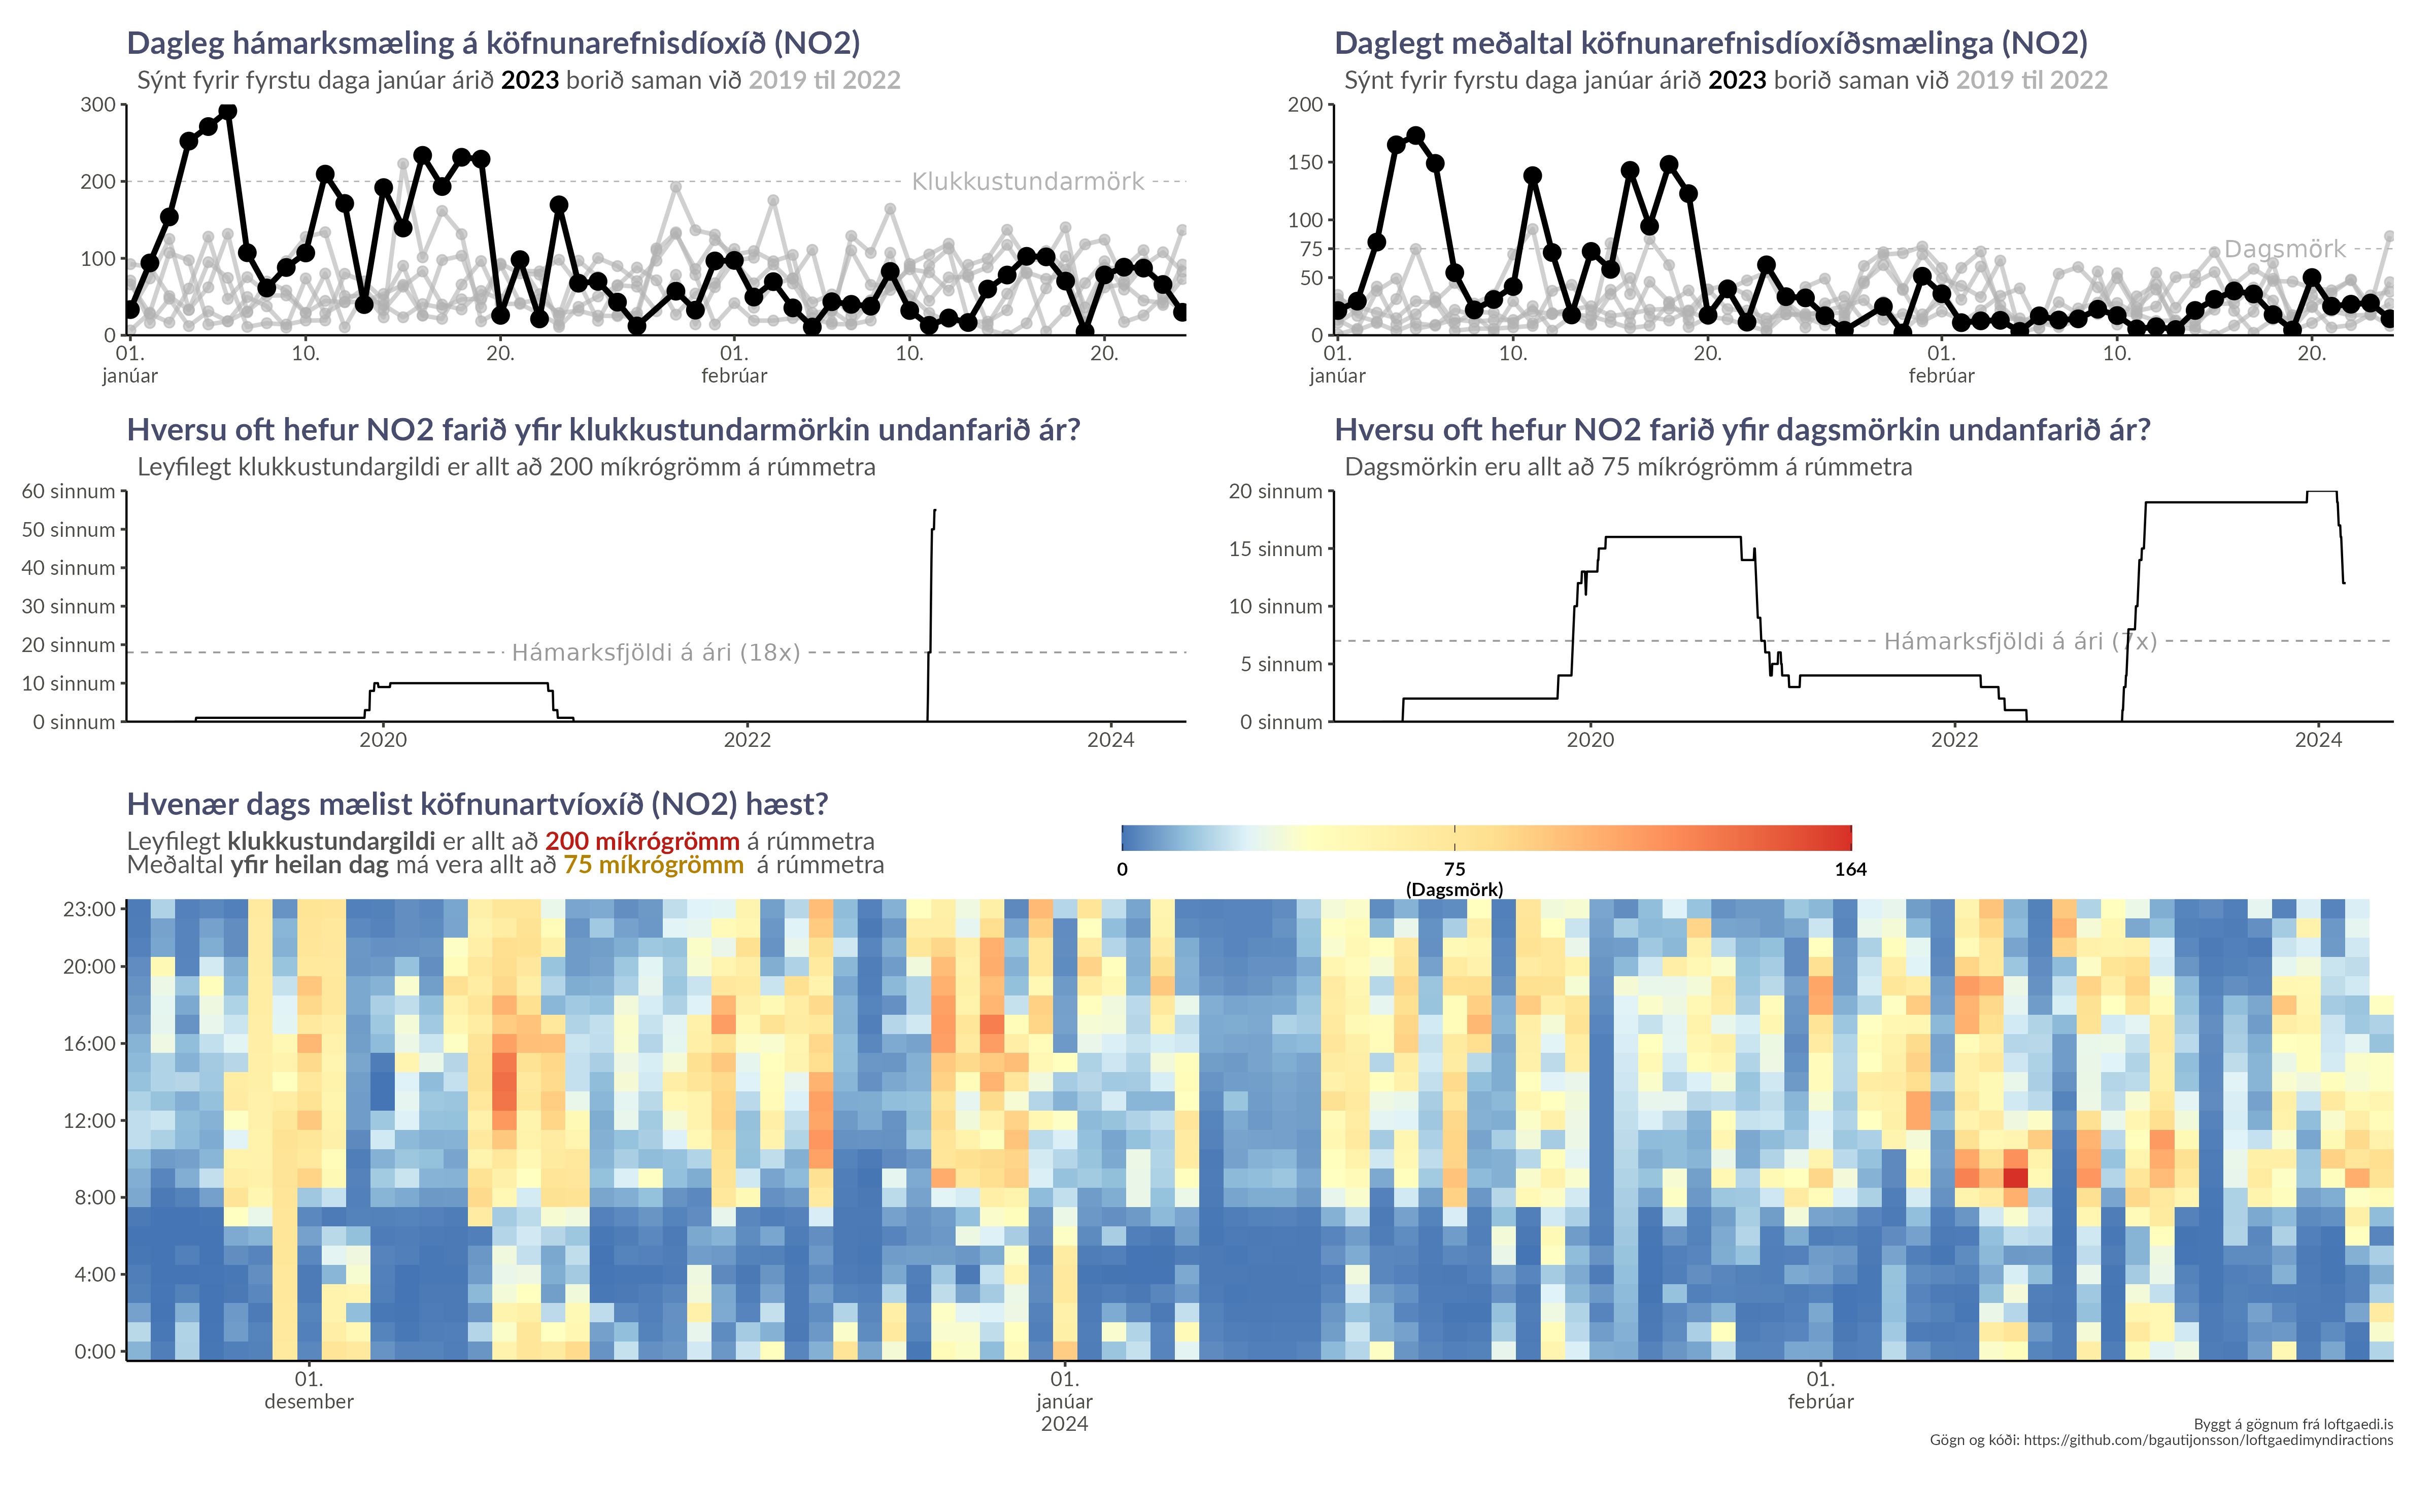 Dagleg hámarksmæling á köfnunarefnisdíoxíð (NO2)
Sýnt fyrir fyrstu daga janúar árið 2023 borið saman við 2019 til 2022
300
200
100
0
Klukkustundarmörk
01.
janúar
10.
20.
01.
febrúar
10.
20.
Daglegt meðaltal köfnunarefnisdíoxíðsmælinga (NO2)
Sýnt fyrir fyrstu daga janúar árið 2023 borið saman við 2019 til 2022
200
150
100
75
50
0
Dagsmörk
01.
janúar
10.
20.
01.
febrúar
10.
20.
Hversu oft hefur NO2 farið yfir klukkustundarmörkin undanfarið ár?
Leyfilegt klukkustundargildi er allt að 200 míkrógrömm á rúmmetra
60 sinnum
50 sinnum
40 sinnum
30 sinnum
20 sinnum
10 sinnum
0 sinnum
Hámarksfjöldi á ári (18x)
2020
2022
2024
Hversu oft hefur NO2 farið yfir dagsmörkin undanfarið ár?
Dagsmörkin eru allt að 75 míkrógrömm á rúmmetra
20 sinnum
15 sinnum
10 sinnum
5 sinnum
0 sinnum
Hámarksfjöldi á ári (7x)
2020
2022
2024
Hvenær dags mælist köfnunartvíoxíð (NO2) hæst?
Leyfilegt klukkustundargildi er allt að 200 míkrógrömm á rúmmetra
Meðaltal yfir heilan dag má vera allt að 75 míkrógrömm á rúmmetra
0
75
(Dagsmörk)
164
23:00
20:00
16:00
12:00
8:00
4:00
0:00
01.
desember
01.
janúar
2024
01.
febrúar
Byggt á gögnum frá loftgaedi.is
Gögn og kóði: https://github.com/bgautijonsson/loftgaedimyndiractions